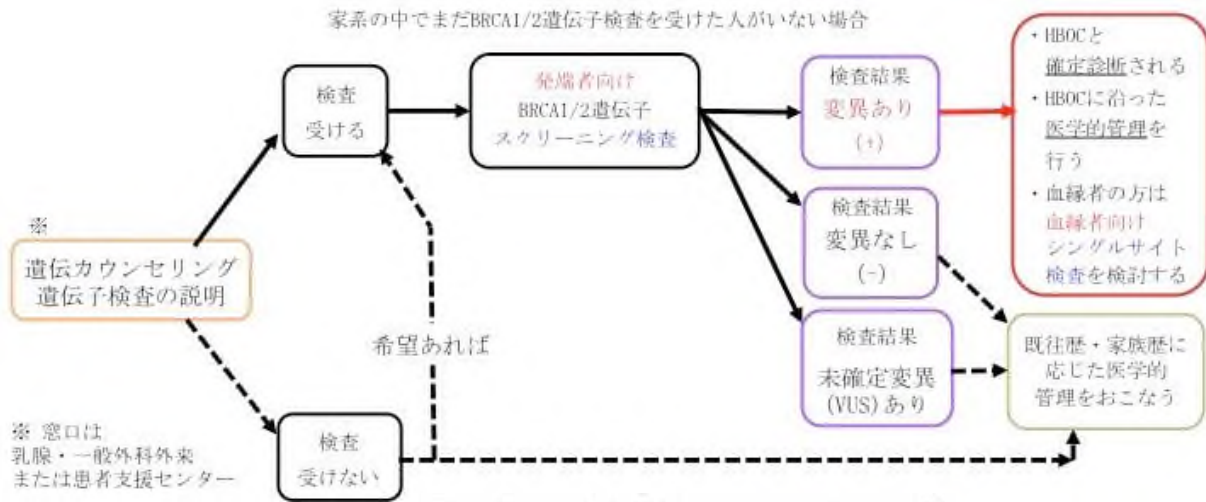 家系の中でまだBRCA1/2遺伝子検査を受けた人がいない場合
※
遺伝カウンセリング
遺伝子検査の説明
検査
受ける
発端者向け
BRCA1/2遺伝子
スクリーニング検査
検査結果
変異あり
(+)
・HBOCと
確定診断される
・HBOCに沿った
医学的管理を
行う
・血縁者の方は
血縁者向け
シングルサイト
検査を検討する
検査結果
変異なし
(-)
検査結果
未確定変異
(VUS)あり
既往歴・家族歴に
応じた医学的
管理をおこなう
希望あれば
検査
受けない
※ 窓口は
乳腺・一般外科外来
または患者支援センター